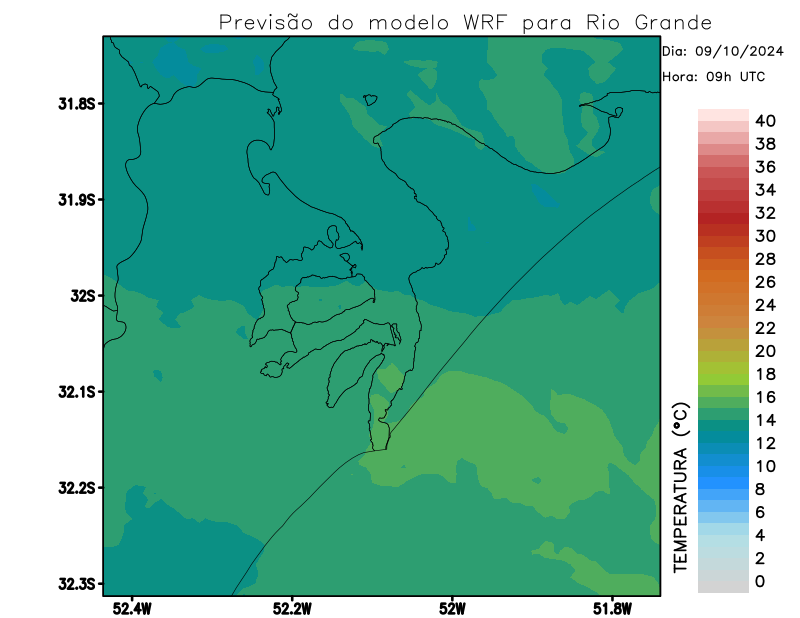 Previsão do modelo WRF para Rio Grande
Dia: 09/10/2024
Hora: 09h UTC
31.8S
31.9S
32S
32.1S
32.2S
32.3S
52.4W
52.2W
52W
51.8W
TEMPERATURA (°C)
40
38
36
34
32
30
28
26
24
22
20
18
16
14
12
10
8
6
4
2
0